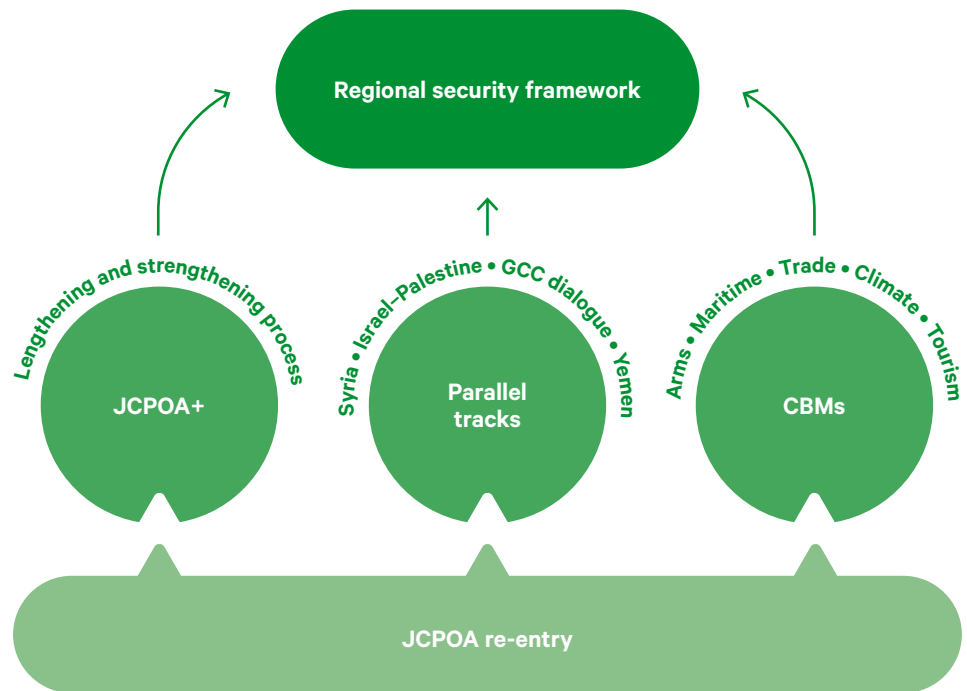 Regional security framework
Lengthening and strengthening process
JCPOA+
Syria • Israel–Palestine • GCC dialogue • Yemen
Parallel
tracks
Arms • Maritime • Trade • Climate • Tourism
CBMs
JCPOA re-entry